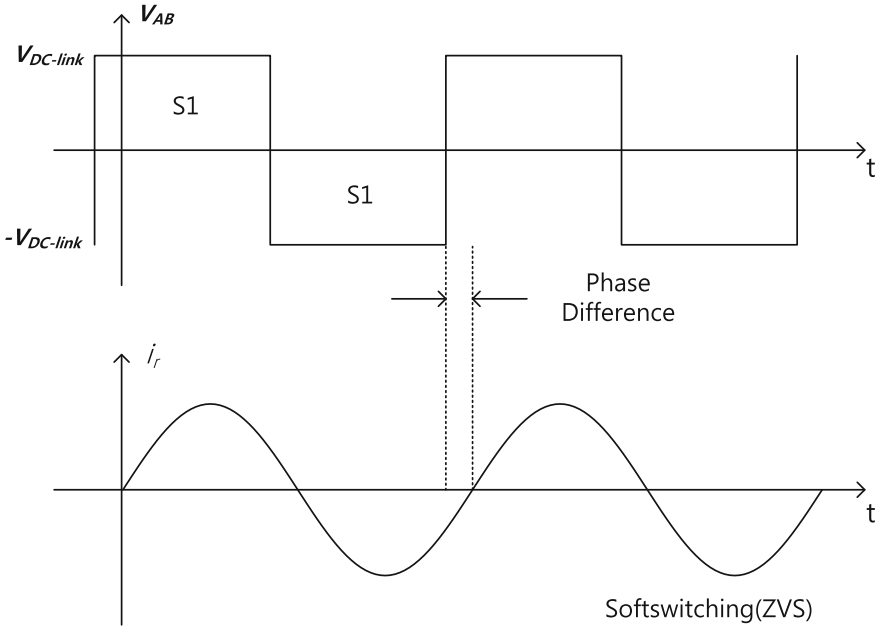 V_AB
V_DC-link
S1
t
S1
-V_DC-link
Phase
Difference
i_r
t
Softswitching(ZVS)